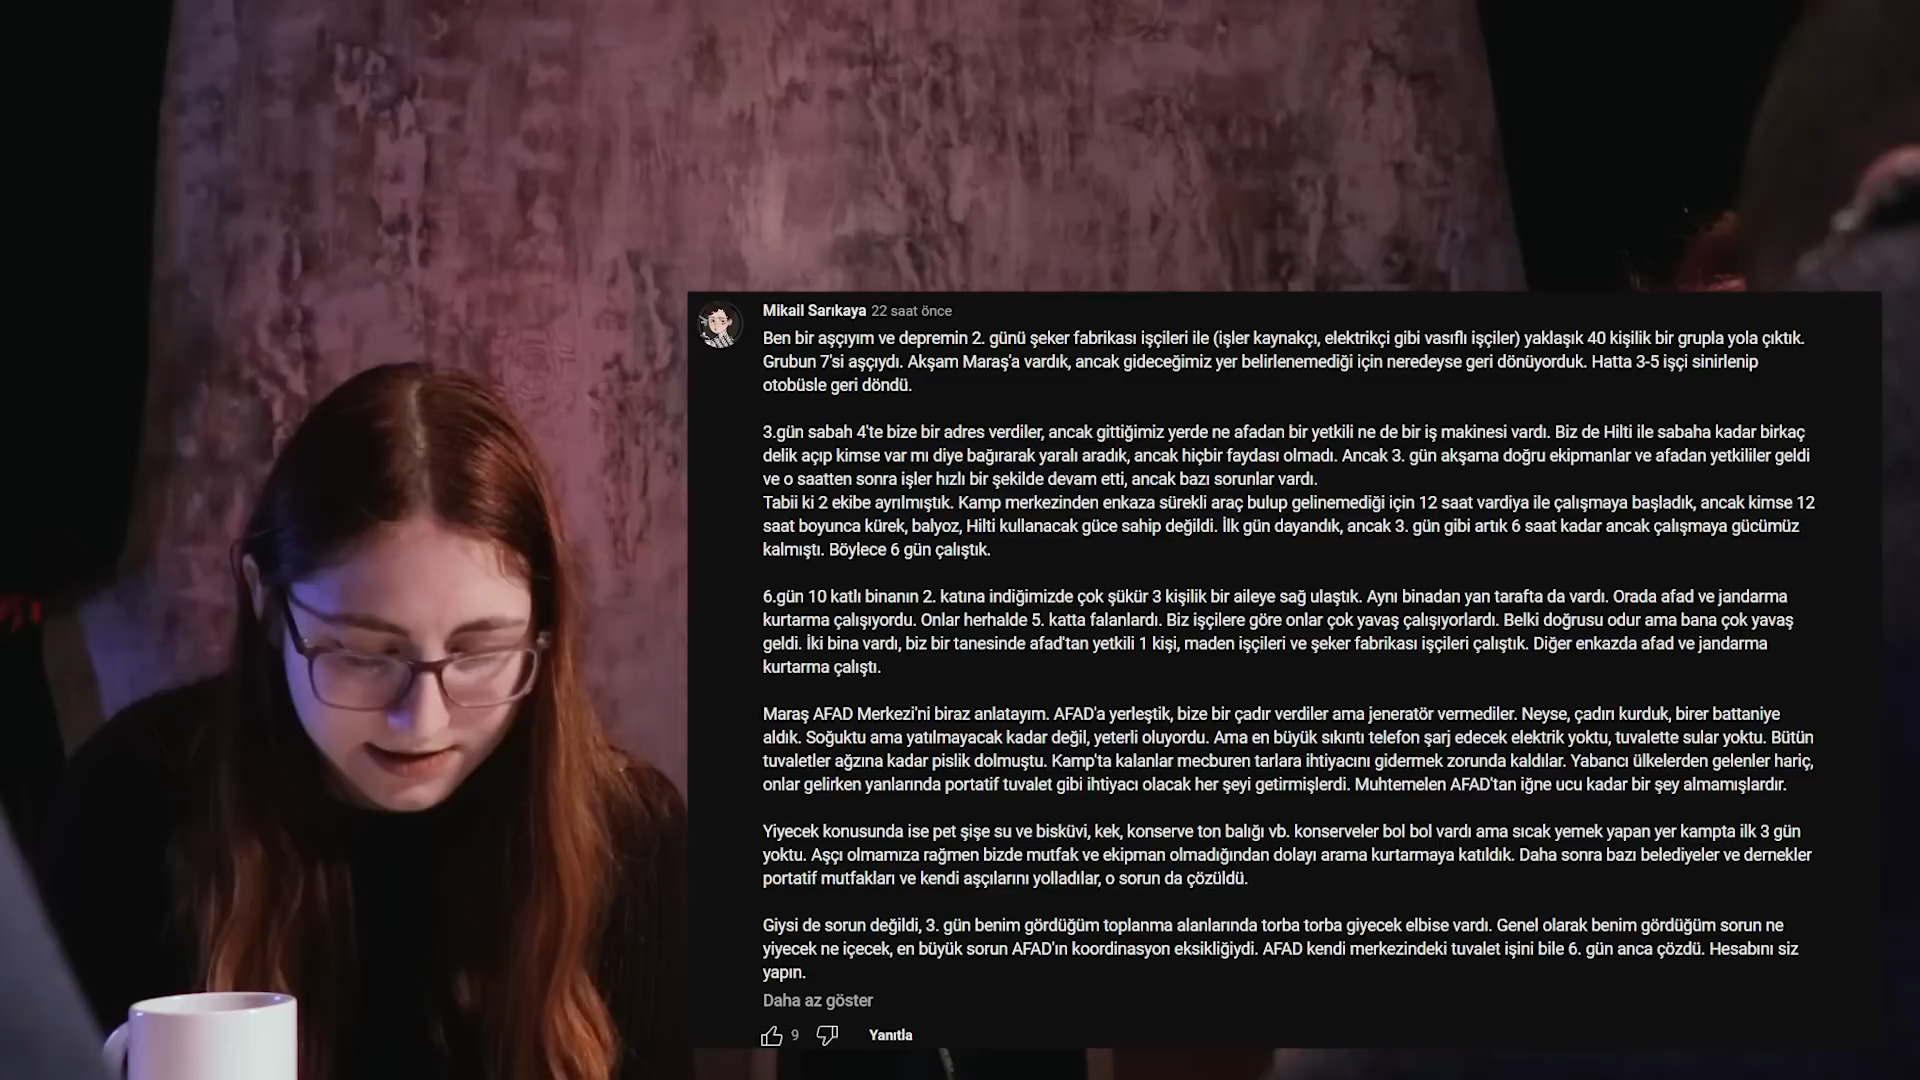 Mikail Sarıkaya 22 saat önce
Ben bir aşçıyım ve depremin 2. günü şeker fabrikası işçileri ile (işler kaynakçı, elektrikçi gibi vasıflı işçiler) yaklaşık 40 kişilik bir grupla yola çıktık.
Grubun 7'si aşçıydı. Akşam Maraş'a vardık, ancak gideceğimiz yer belirlenemediği için neredeyse geri dönüyorduk. Hatta 3-5 işçi sinirlenip
otobüsle geri döndü.
3.gün sabah 4'te bize bir adres verdiler, ancak gittiğimiz yerde ne afadan bir yetkili ne de bir iş makinesi vardı. Biz de Hilti ile sabaha kadar birkaç
delik açıp kimse var mı diye bağırarak yaralı aradık, ancak hiçbir faydası olmadı. Ancak 3. gün akşama doğru ekipmanlar ve afadan yetkililer geldi
ve o saatten sonra işler hızlı bir şekilde devam etti, ancak bazı sorunlar vardı.
Tabii ki 2 ekibe ayrılmıştık. Kamp merkezinden enkaza sürekli araç bulup gelinemediği için 12 saat vardiya ile çalışmaya başladık, ancak kimse 12
saat boyunca kürek, balyoz, Hilti kullanacak güce sahip değildi. İlk gün dayandık, ancak 3. gün gibi artık 6 saat kadar ancak çalışmaya gücümüz
kalmıştı. Böylece 6 gün çalıştık.
6.gün 10 katlı binanın 2. katına indiğimizde çok şükür 3 kişilik bir aileye sağ ulaştık. Aynı binadan yan tarafta da vardı. Orada afad ve jandarma
kurtarma çalışıyordu. Onlar herhalde 5. katta falanlardı. Biz işçilere göre onlar çok yavaş çalışıyorlardı. Belki doğrusu odur ama bana çok yavaş
geldi. İki bina vardı, biz bir tanesinde afad'tan yetkili 1 kişi, maden işçileri ve şeker fabrikası işçileri çalıştık. Diğer enkazda afad ve jandarma
kurtarma çalıştı.
Maraş AFAD Merkezi'ni biraz anlatayım. AFAD'a yerleştik, bize bir çadır verdiler ama jeneratör vermediler. Neyse, çadırı kurduk, birer battaniye
aldık. Soğuktu ama yatılmayacak kadar değil, yeterli oluyordu. Ama en büyük sıkıntı telefon şarj edecek elektrik yoktu, tuvalette sular yoktu. Bütün
tuvaletler ağzına kadar pislik dolmuştu. Kamp'ta kalanlar mecburen tarlara ihtiyacını gidermek zorunda kaldılar. Yabancı ülkelerden gelenler hariç,
onlar gelirken yanlarında portatif tuvalet gibi ihtiyacı olacak her şeyi getirmişlerdi. Muhtemelen AFAD'tan iğne ucu kadar bir şey almamışlardır.
Yiyecek konusunda ise pet şişe su ve bisküvi, kek, konserve ton balığı vb. konserveler bol bol vardı ama sıcak yemek yapan yer kampta ilk 3 gün
yoktu. Aşçı olmamıza rağmen bizde mutfak ve ekipman olmadığından dolayı arama kurtarmaya katıldık. Daha sonra bazı belediyeler ve dernekler
portatif mutfakları ve kendi aşçılarını yolladılar, o sorun da çözüldü.
Giysi de sorun değildi, 3. gün benim gördüğüm toplanma alanlarında torba torba giyecek elbise vardı. Genel olarak benim gördüğüm sorun ne
yiyecek ne içecek, en büyük sorun AFAD'ın koordinasyon eksikliğiydi. AFAD kendi merkezindeki tuvalet işini bile 6. gün anca çözdü. Hesabını siz
yapın.
Daha az göster
9 Yanıtla